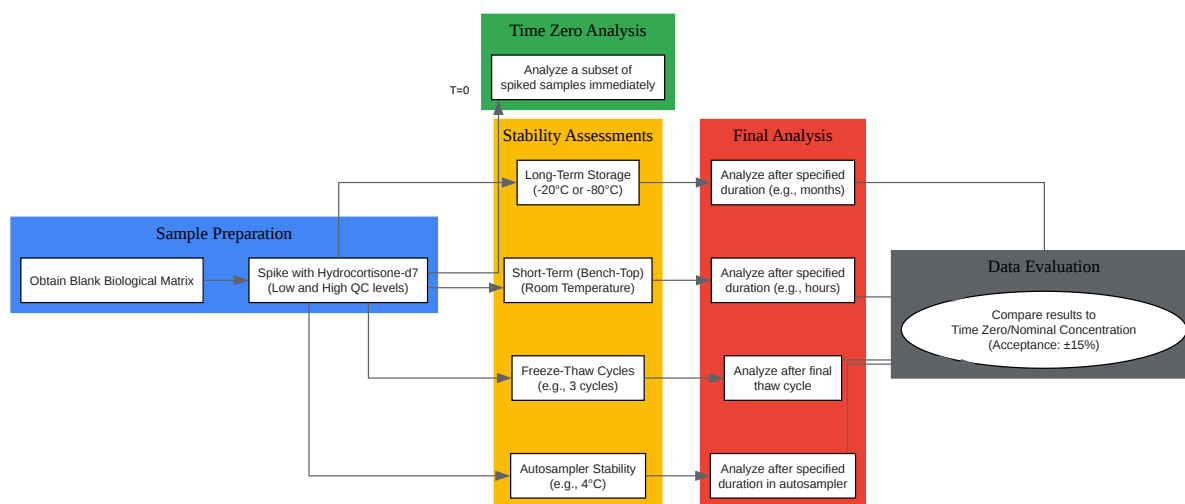 Time Zero Analysis
Analyze a subset of
spiked samples immediately
T=0
Stability Assessments
Final Analysis
Long-Term Storage
(-20°C or -80°C)
Analyze after specified
duration (e.g., months)
Sample Preparation
Obtain Blank Biological Matrix
Spike with Hydrocortisone-d7
(Low and High QC levels)
Short-Term (Bench-Top)
(Room Temperature)
Analyze after specified
duration (e.g., hours)
Data Evaluation
Compare results to
Time Zero/Nominal Concentration
(Acceptance: ±15%)
Freeze-Thaw Cycles
(e.g., 3 cycles)
Analyze after final
thaw cycle
Autosampler Stability
(e.g., 4°C)
Analyze after specified
duration in autosampler